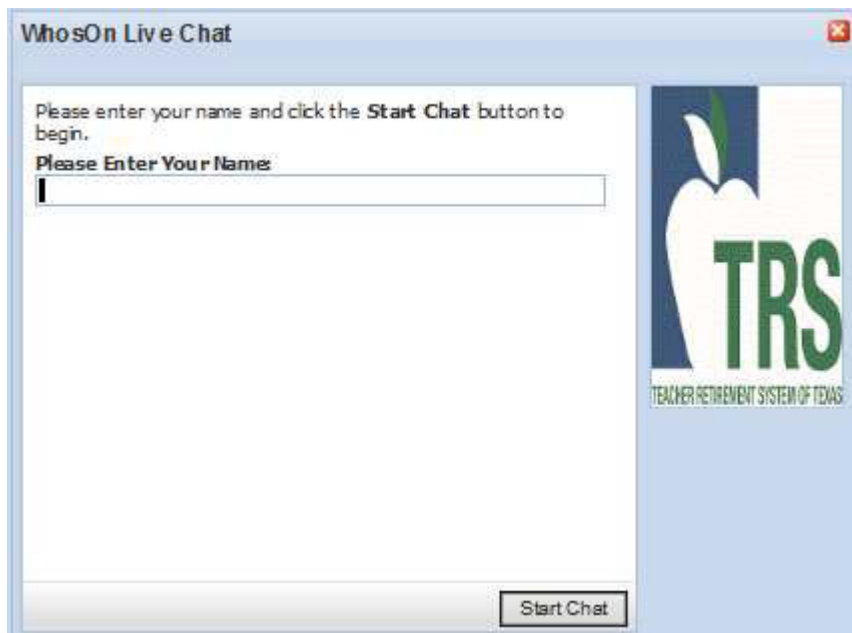 WhosOn Live Chat
Please enter your name and click the Start Chat button to
begin.
Please Enter Your Name:
TRS
TEACHER RETIREMENT SYSTEM OF TEXAS
Start Chat